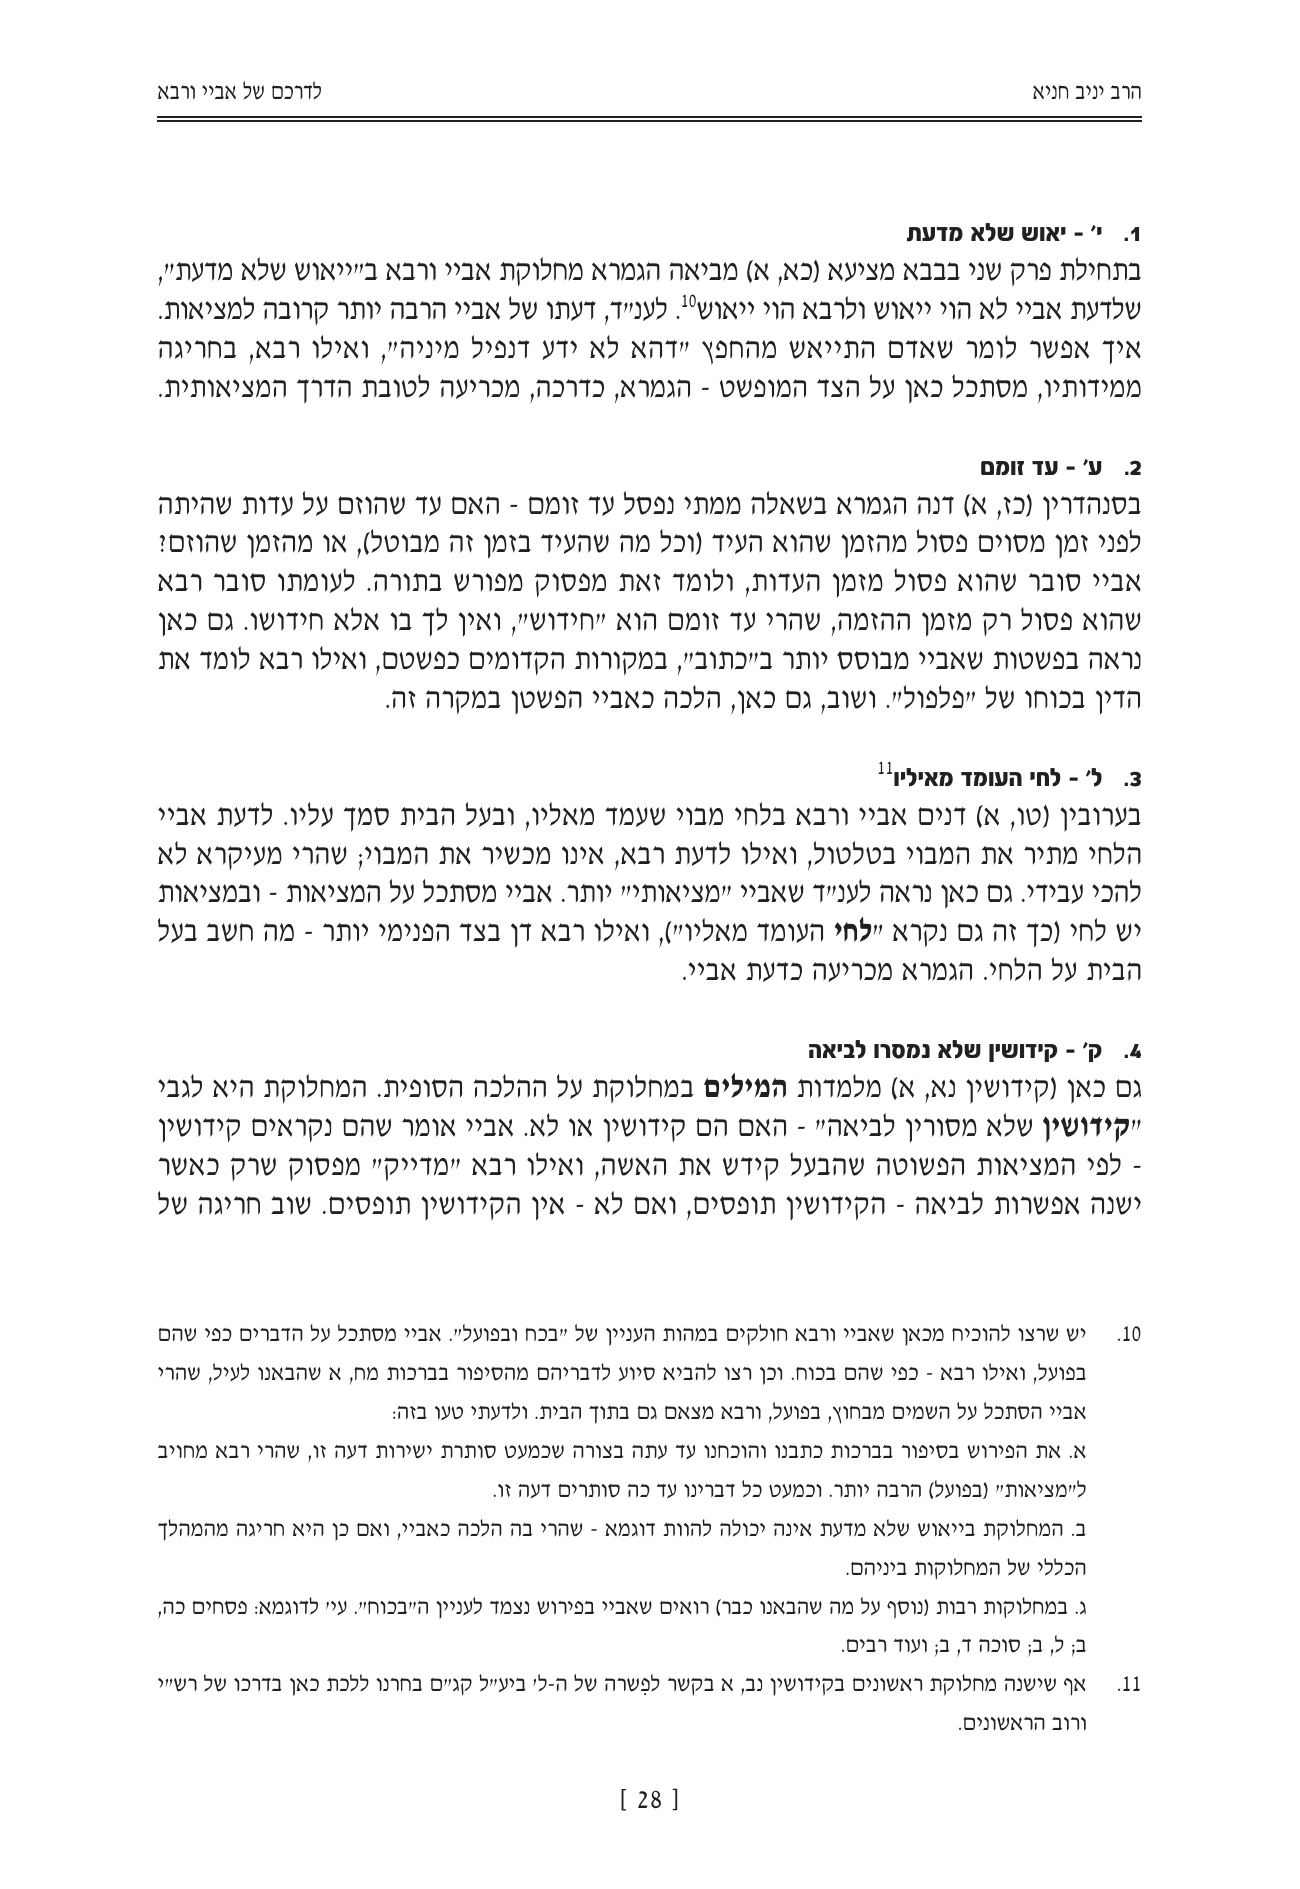 הרב יניב חניא
לדרכם של אביי ורבא
1. י' - יאוש שלא מדעת
בתחילת פרק שני בבבא מציעא (כא, א) מביאה הגמרא מחלוקת אביי ורבא ב"ייאוש שלא מדעת",
שלדעת אביי לא הוי ייאוש ולרבא הוי ייאוש10. לענ"ד, דעתו של אביי הרבה יותר קרובה למציאות.
איך אפשר לומר שאדם התייאש מהחפץ "דהא לא ידע דנפיל מיניה", ואילו רבא, בחריגה
ממידותיו, מסתכל כאן על הצד המופשט - הגמרא, כדרכה, מכריעה לטובת הדרך המציאותית.
2. ע' - עד זומם
בסנהדרין (כז, א) דנה הגמרא בשאלה ממתי נפסל עד זומם - האם עד שהוזם על עדות שהיתה
לפני זמן מסוים פסול מהזמן שהוא העיד (וכל מה שהעיד בזמן זה מבוטל), או מהזמן שהוזם?
אביי סובר שהוא פסול מזמן העדות, ולומד זאת מפסוק מפורש בתורה. לעומתו סובר רבא
שהוא פסול רק מזמן ההזמה, שהרי עד זומם הוא "חידוש", ואין לך בו אלא חידושו. גם כאן
נראה בפשטות שאביי מבוסס יותר ב"כתוב", במקורות הקדומים כפשטם, ואילו רבא לומד את
הדין בכוחו של "פלפול". ושוב, גם כאן, הלכה כאביי הפשטן במקרה זה.
3. ל' - לחי העומד מאיליו11
בערובין (טו, א) דנים אביי ורבא בלחי מבוי שעמד מאליו, ובעל הבית סמך עליו. לדעת אביי
הלחי מתיר את המבוי בטלטול, ואילו לדעת רבא, אינו מכשיר את המבוי; שהרי מעיקרא לא
להכי עבידי. גם כאן נראה לענ"ד שאביי "מציאותי" יותר. אביי מסתכל על המציאות - ובמציאות
יש לחי (כך זה גם נקרא "לחי העומד מאליו"), ואילו רבא דן בצד הפנימי יותר - מה חשב בעל
הבית על הלחי. הגמרא מכריעה כדעת אביי.
4. ק' - קידושין שלא נמסרו לביאה
גם כאן (קידושין נא, א) מלמדות המילים במחלוקת על ההלכה הסופית. המחלוקת היא לגבי
"קידושין שלא מסורין לביאה" - האם הם קידושין או לא. אביי אומר שהם נקראים קידושין
- לפי המציאות הפשוטה שהבעל קידש את האשה, ואילו רבא "מדייק" מפסוק שרק כאשר
ישנה אפשרות לביאה - הקידושין תופסים, ואם לא - אין הקידושין תופסים. שוב חריגה של
10. יש שרצו להוכיח מכאן שאביי ורבא חולקים במהות העניין של "בכח ובפועל". אביי מסתכל על הדברים כפי שהם
בפועל, ואילו רבא - כפי שהם בכוח. וכן רצו להביא סיוע לדבריהם מהסיפור בברכות מח, א שהבאנו לעיל, שהרי
אביי הסתכל על השמים מבחוץ, בפועל, ורבא מצאם גם בתוך הבית. ולדעתי טעו בזה:
א. את הפירוש בסיפור בברכות כתבנו והוכחנו עד עתה בצורה שכמעט סותרת ישירות דעה זו, שהרי רבא מחויב
ל"מציאות" (בפועל) הרבה יותר. וכמעט כל דברינו עד כה סותרים דעה זו.
ב. המחלוקת בייאוש שלא מדעת אינה יכולה להוות דוגמא - שהרי בה הלכה כאביי, ואם כן היא חריגה מהמהלך
הכללי של המחלוקות ביניהם.
ג. במחלוקות רבות (נוסף על מה שהבאנו כבר) רואים שאביי בפירוש נצמד לעניין ה"בכוח". עי' לדוגמא: פסחים כה,
ב; ל, ב; סוכה ד, ב; ועוד רבים.
11. אף שישנה מחלוקת ראשונים בקידושין נב, א בקשר לפִשרה של ה-ל' ביע"ל קג"ם בחרנו ללכת כאן בדרכו של רש"י
ורוב הראשונים.
[ 28 ]